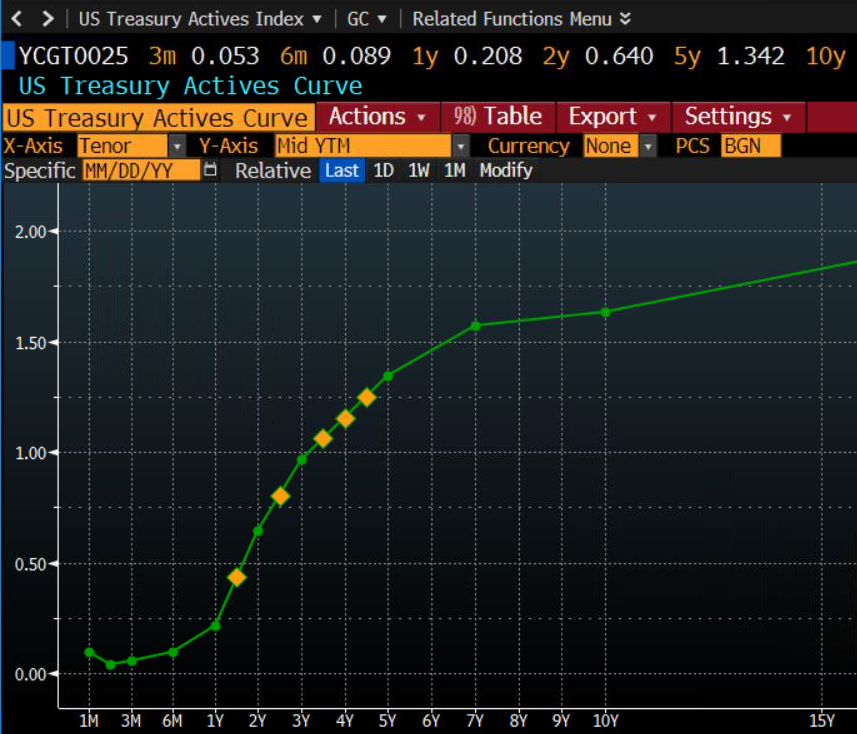 US Treasury Actives Index GC Related Functions Menu
YCGT0025 3m 0.053 6m 0.089 1y 0.208 2y 0.640 5y 1.342 10y
US Treasury Actives Curve
US Treasury Actives Curve Actions 98) Table Export Settings
X-Axis Tenor Y-Axis Mid YTM Currency None PCS BGN
Specific MM/DD/YY Relative Last 1D 1W 1M Modify
2.00
1.50
1.00
0.50
0.00
1M 3M 6M 1Y 2Y 3Y 4Y 5Y 6Y 7Y 8Y 9Y 10Y 15Y